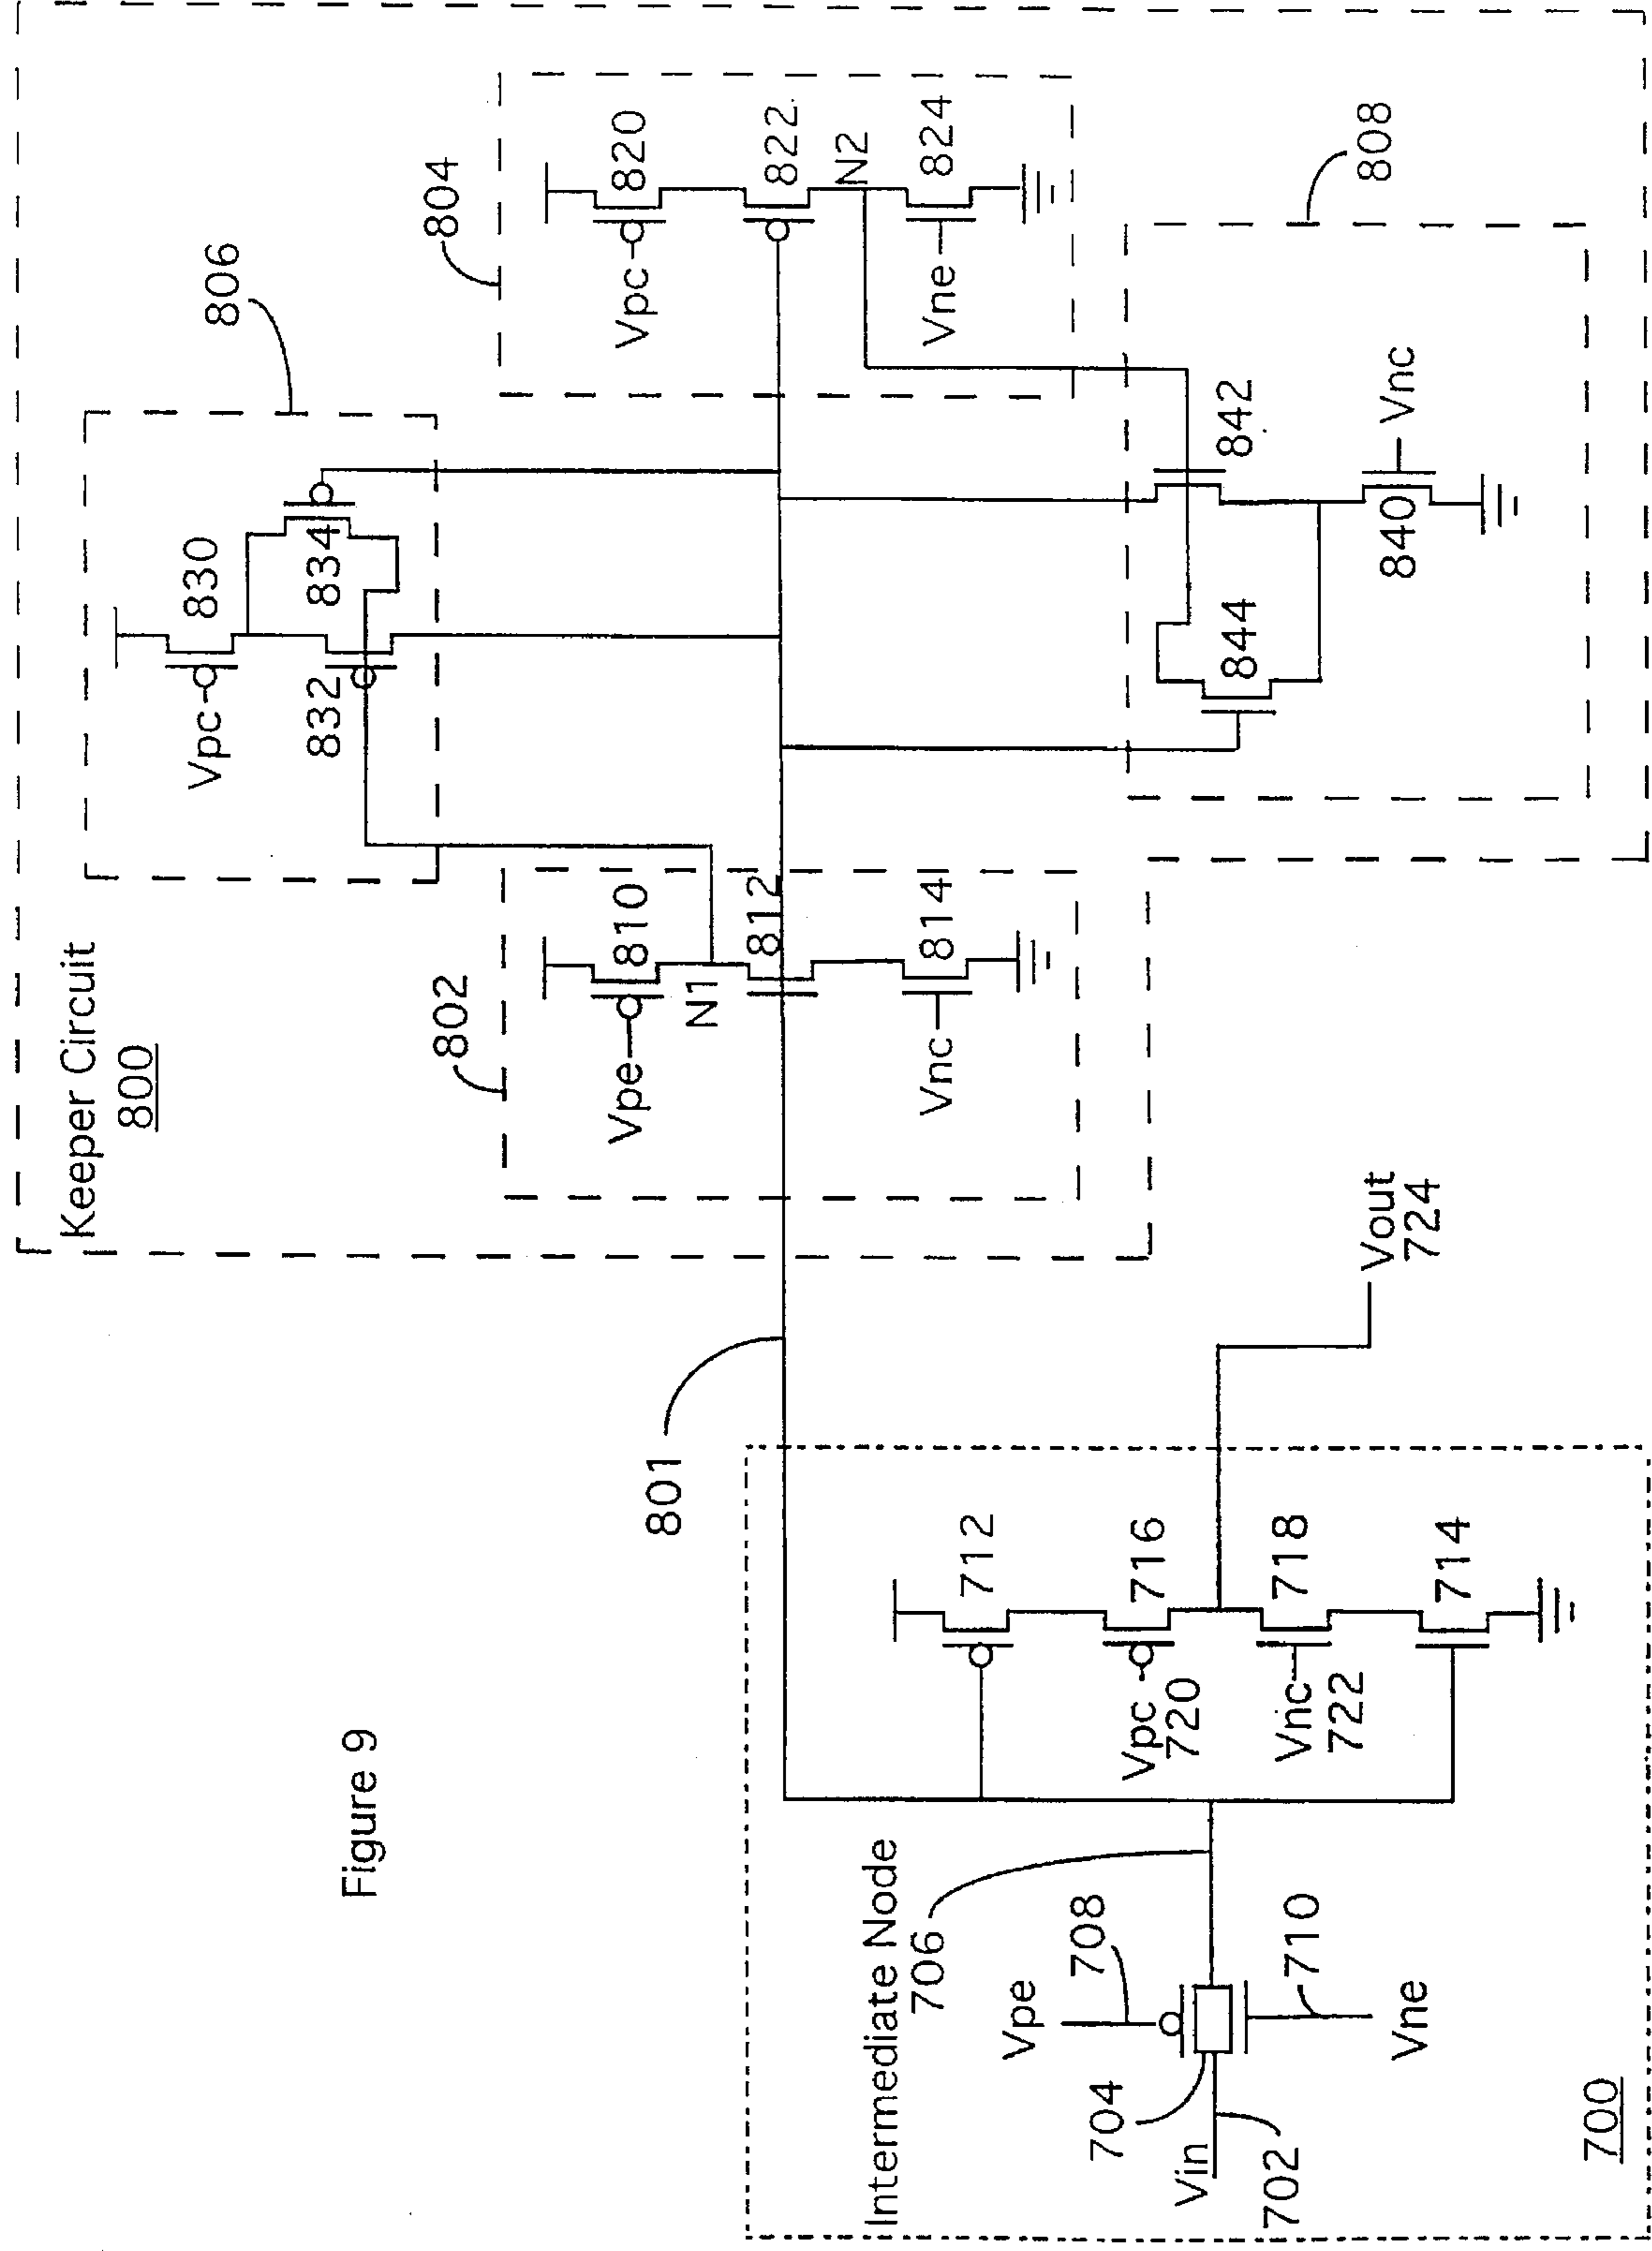 Figure 9
Keeper Circuit
800
806
804
802
801
808
Vpc
830
832
834
Vpe
810
N1
812
Vnc
814
Vpc
820
822
N2
Vne
824
844
842
840
Vnc
Intermediate Node
706
Vpe
708
704
Vin
702
710
Vne
712
716
Vpc
720
Vnc
722
718
714
Vout
724
700